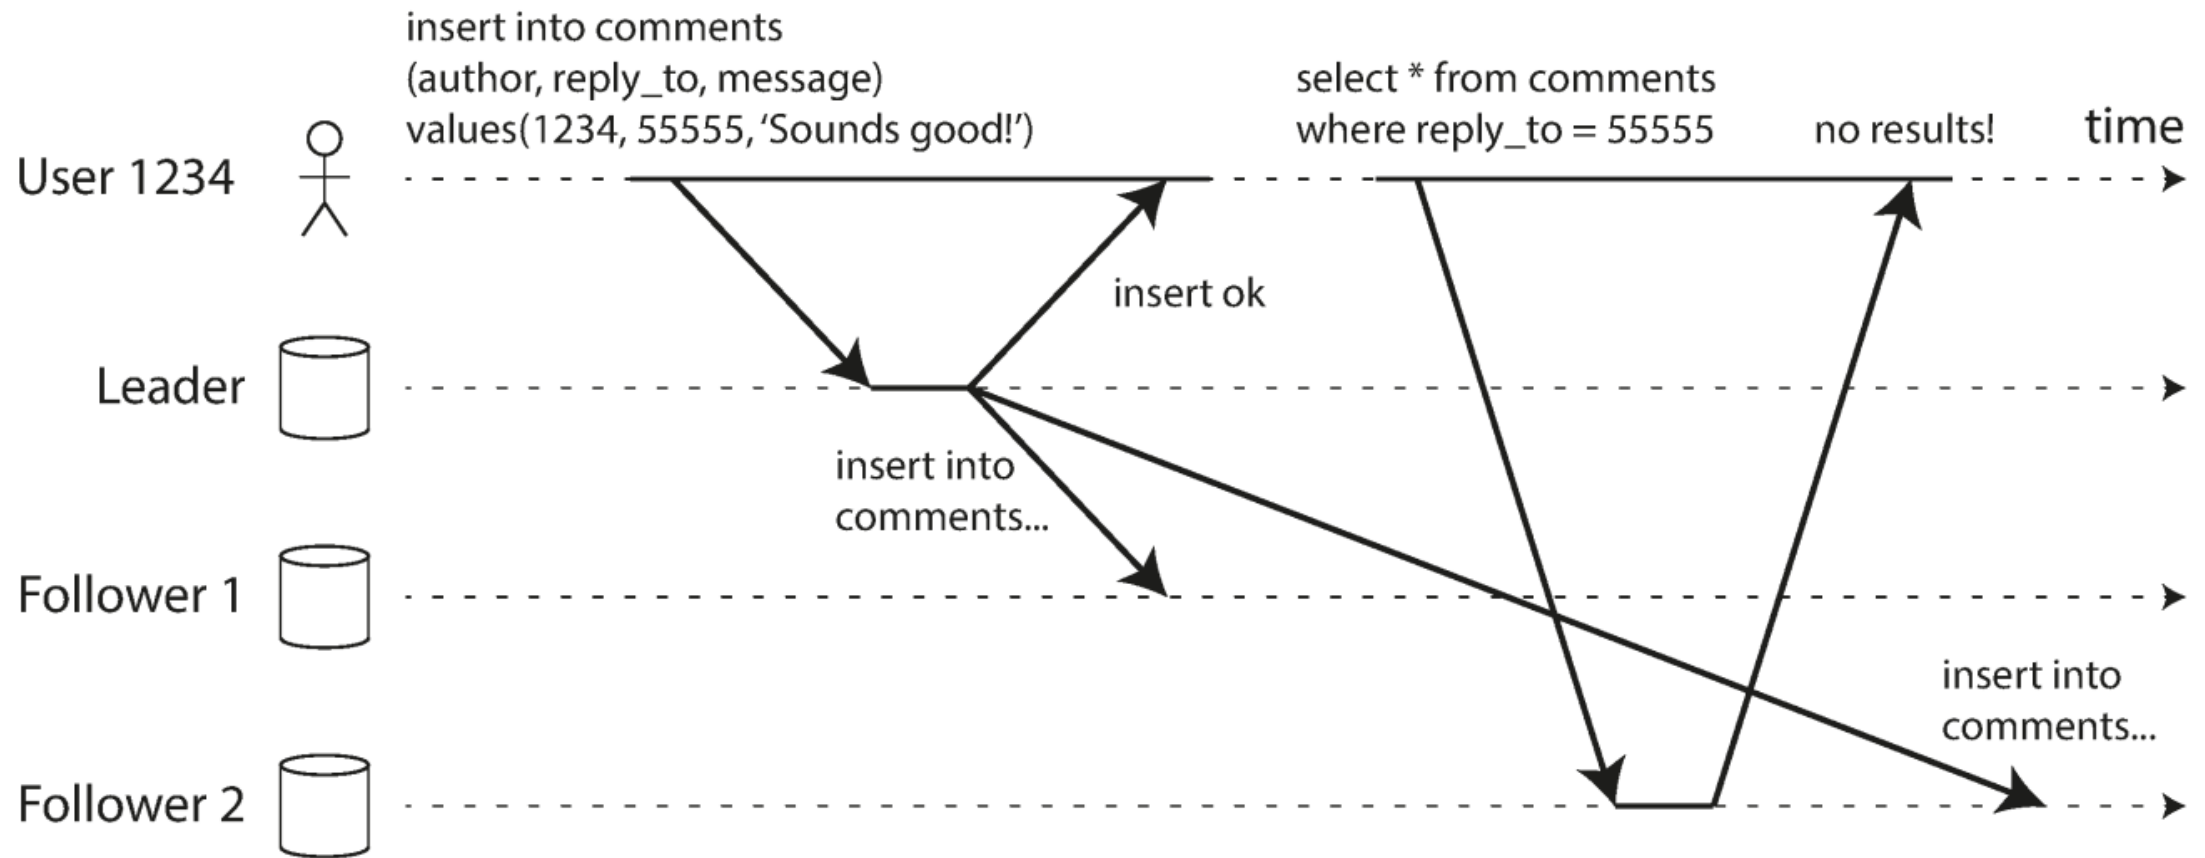 insert into comments
(author, reply_to, message)
values(1234, 55555, ‘Sounds good!’)
select * from comments
where reply_to = 55555
no results!
time
User 1234
insert ok
Leader
insert into
comments...
Follower 1
insert into
comments...
Follower 2